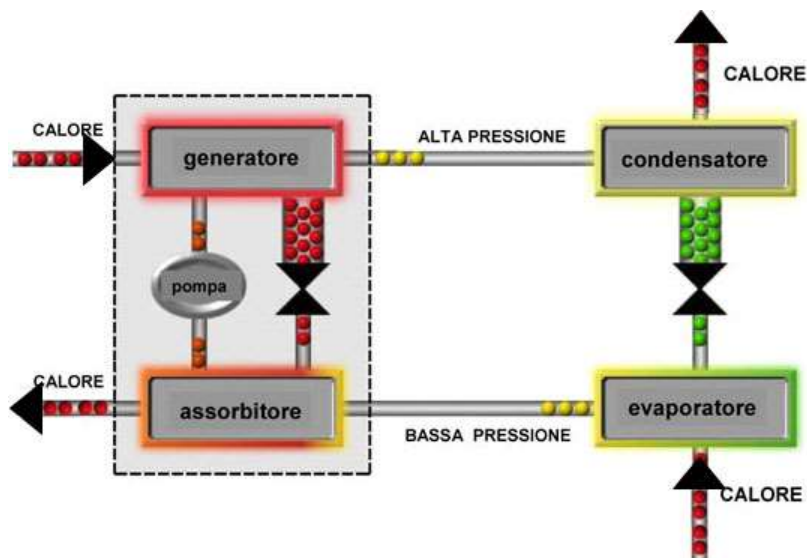 CALORE
CALORE
generatore
ALTA PRESSIONE
condensatore
pompa
CALORE
assorbitore
BASSA PRESSIONE
evaporatore
CALORE